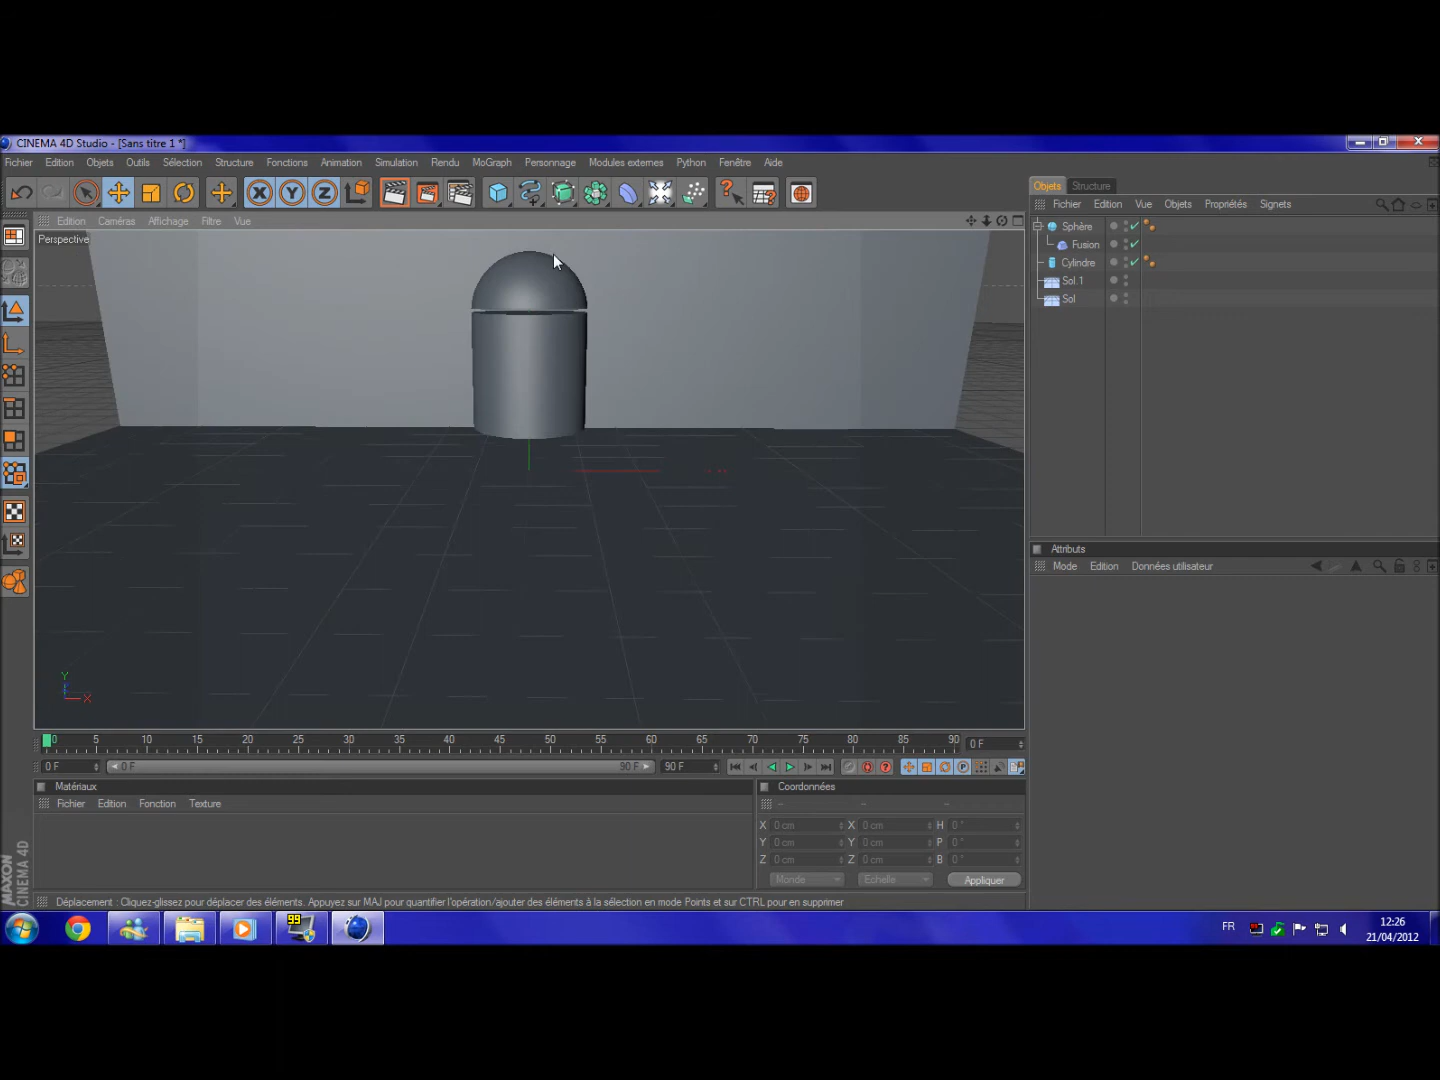 CINEMA 4D Studio - [Sans titre 1 *]
Fichier Edition Objets Outils Sélection Structure Fonctions Animation Simulation Rendu MoGraph Personnage Modules externes Python Fenêtre Aide
X Y Z
Objets Structure
Fichier Edition Vue Objets Propriétés Signets
Edition Caméras Affichage Filtre Vue
Perspective
Sphère
Fusion
Cylindre
Sol.1
Sol
Attributs
Mode Edition Données utilisateur
Y
X
0 5 10 15 20 25 30 35 40 45 50 55 60 65 70 75 80 85 90 0 F
0 F 0 F 90 F 90 F
Matériaux
Fichier Edition Fonction Texture
Coordonnées
-- -- --
X 0 cm X 0 cm H 0 °
Y 0 cm Y 0 cm P 0 °
Z 0 cm Z 0 cm B 0 °
Monde Echelle Appliquer
MAXON
CINEMA 4D
Déplacement : Cliquez-glissez pour déplacer des éléments. Appuyez sur MAJ pour quantifier l'opération/ajouter des éléments à la sélection en mode Points et sur CTRL pour en supprimer
99
FR
12:26
21/04/2012